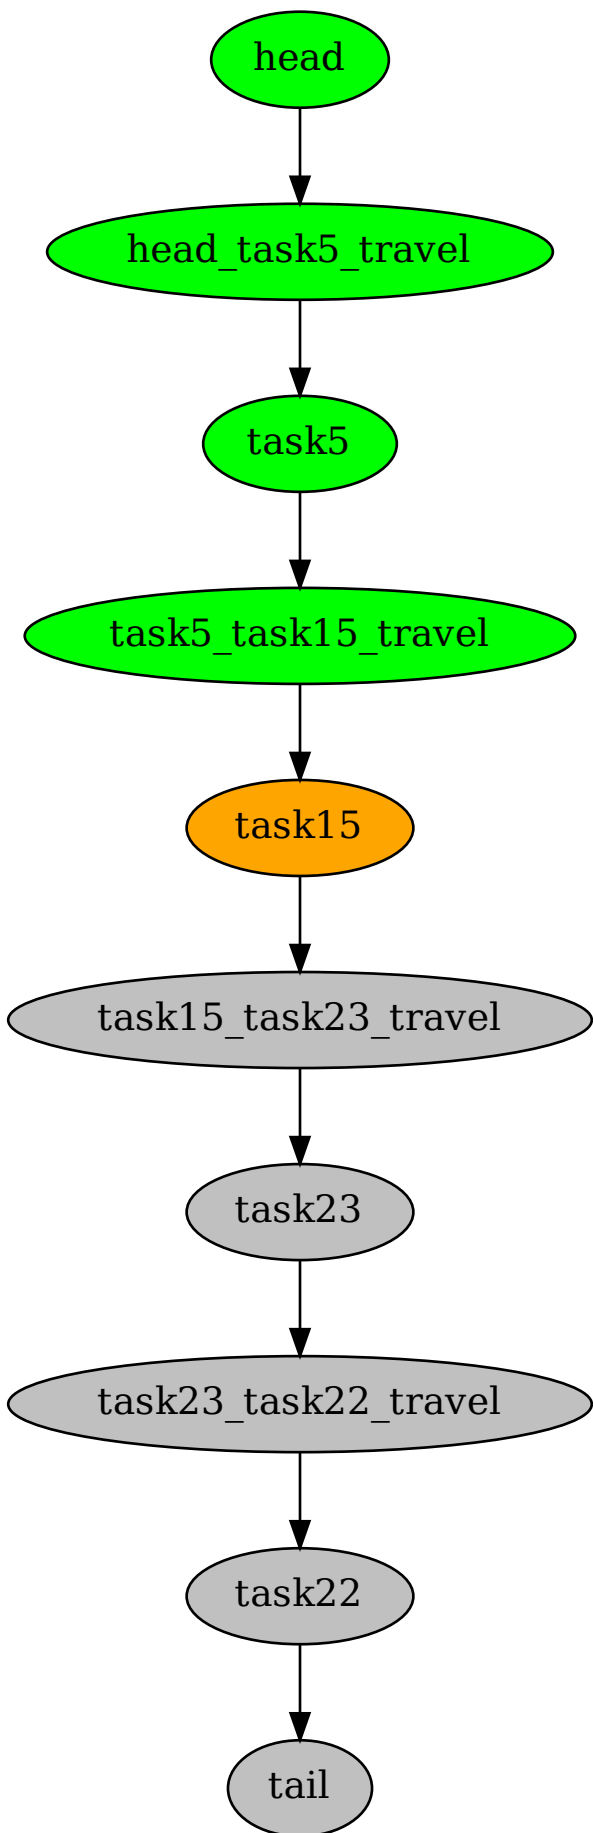 head
head_task5_travel
task5
task5_task15_travel
task15
task15_task23_travel
task23
task23_task22_travel
task22
tail